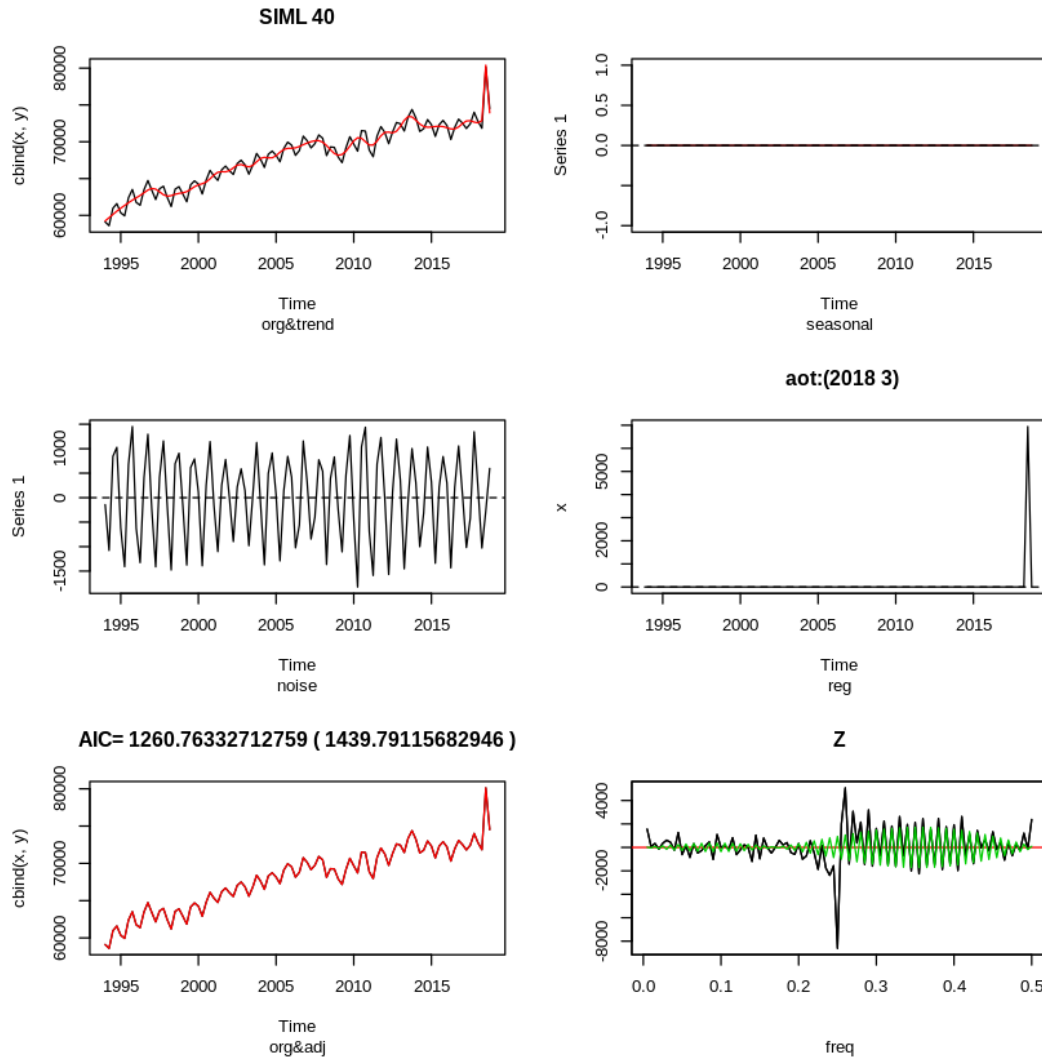 SIML 40
cbind(x, y)
60000
70000
80000
1995
2000
2005
2010
2015
Time
org&trend
Series 1
-1.0
0.0
0.5
1.0
1995
2000
2005
2010
2015
Time
seasonal
Series 1
-1500
0
1000
1995
2000
2005
2010
2015
Time
noise
aot:(2018 3)
x
0
2000
5000
1995
2000
2005
2010
2015
Time
reg
AIC= 1260.76332712759 ( 1439.79115682946 )
cbind(x, y)
60000
70000
80000
1995
2000
2005
2010
2015
Time
org&adj
Z
-8000
-2000
4000
0.0
0.1
0.2
0.3
0.4
0.5
freq